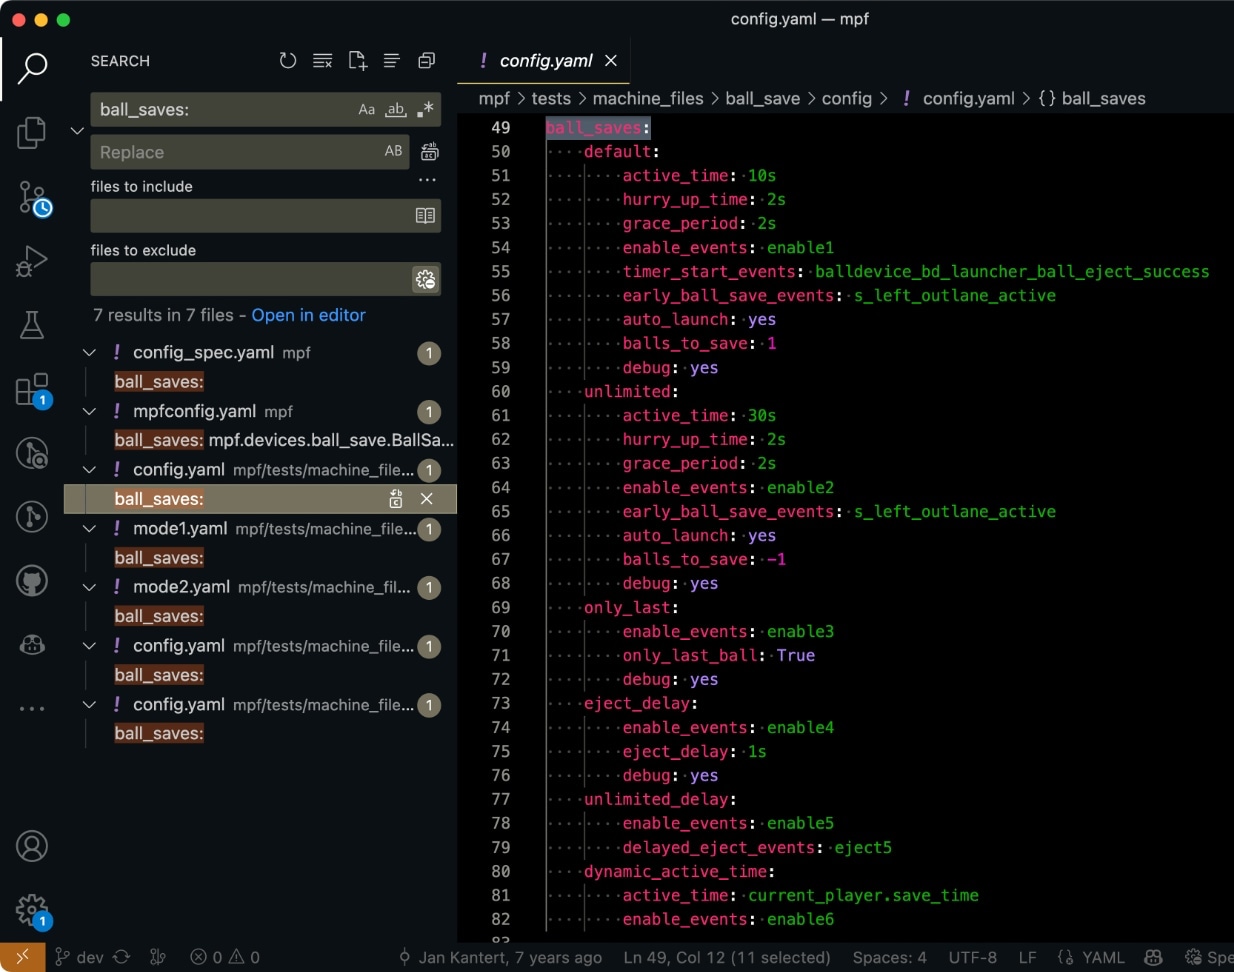 config.yaml — mpf
SEARCH
ball_saves:
Aa ab .*
Replace
AB
files to include
files to exclude
7 results in 7 files - Open in editor
! config_spec.yaml mpf 1
ball_saves:
! mpfconfig.yaml mpf 1
ball_saves: mpf.devices.ball_save.BallSa...
! config.yaml mpf/tests/machine_file... 1
ball_saves:
! mode1.yaml mpf/tests/machine_file... 1
ball_saves:
! mode2.yaml mpf/tests/machine_fil... 1
ball_saves:
! config.yaml mpf/tests/machine_file... 1
ball_saves:
! config.yaml mpf/tests/machine_file... 1
ball_saves:
1
1
! config.yaml ×
mpf > tests > machine_files > ball_save > config > ! config.yaml > {} ball_saves
49 ball_saves:
50 default:
51 active_time: 10s
52 hurry_up_time: 2s
53 grace_period: 2s
54 enable_events: enable1
55 timer_start_events: balldevice_bd_launcher_ball_eject_success
56 early_ball_save_events: s_left_outlane_active
57 auto_launch: yes
58 balls_to_save: 1
59 debug: yes
60 unlimited:
61 active_time: 30s
62 hurry_up_time: 2s
63 grace_period: 2s
64 enable_events: enable2
65 early_ball_save_events: s_left_outlane_active
66 auto_launch: yes
67 balls_to_save: -1
68 debug: yes
69 only_last:
70 enable_events: enable3
71 only_last_ball: True
72 debug: yes
73 eject_delay:
74 enable_events: enable4
75 eject_delay: 1s
76 debug: yes
77 unlimited_delay:
78 enable_events: enable5
79 delayed_eject_events: eject5
80 dynamic_active_time:
81 active_time: current_player.save_time
82 enable_events: enable6
83
dev 0 0 Jan Kantert, 7 years ago Ln 49, Col 12 (11 selected) Spaces: 4 UTF-8 LF YAML Spe